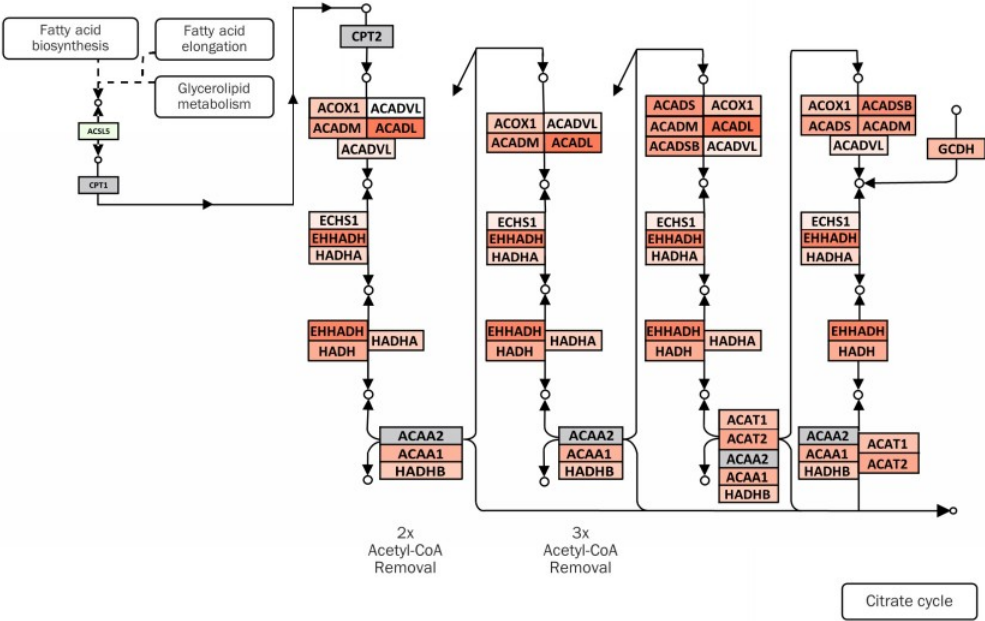 Fatty acid
biosynthesis
Fatty acid
elongation
Glycerolipid
metabolism
ACSL5
CPT1
CPT2
ACOX1 ACADVL
ACADM ACADL
ACADVL
ECHS1
EHHADH
HADHA
EHHADH
HADH
HADHA
ACAA2
ACAA1
HADHB
2x
Acetyl-CoA
Removal
ACOX1 ACADVL
ACADM ACADL
ECHS1
EHHADH
HADHA
EHHADH
HADH
HADHA
ACAA2
ACAA1
HADHB
3x
Acetyl-CoA
Removal
ACADS ACOX1
ACADM ACADL
ACADSB ACADVL
ECHS1
EHHADH
HADHA
EHHADH
HADH
HADHA
ACAT1
ACAT2
ACAA2
ACAA1
HADHB
ACOX1 ACADSB
ACADS ACADM
ACADVL
GCDH
ECHS1
EHHADH
HADHA
EHHADH
HADH
ACAA2
ACAA1
HADHB
ACAT1
ACAT2
Citrate cycle